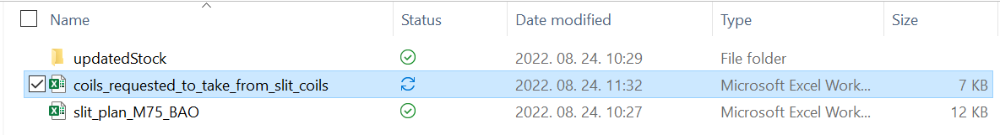 Name Status Date modified Type Size
updatedStock 2022. 08. 24. 10:29 File folder
coils_requested_to_take_from_slit_coils 2022. 08. 24. 11:32 Microsoft Excel Work... 7 KB
slit_plan_M75_BAO 2022. 08. 24. 10:27 Microsoft Excel Work... 12 KB